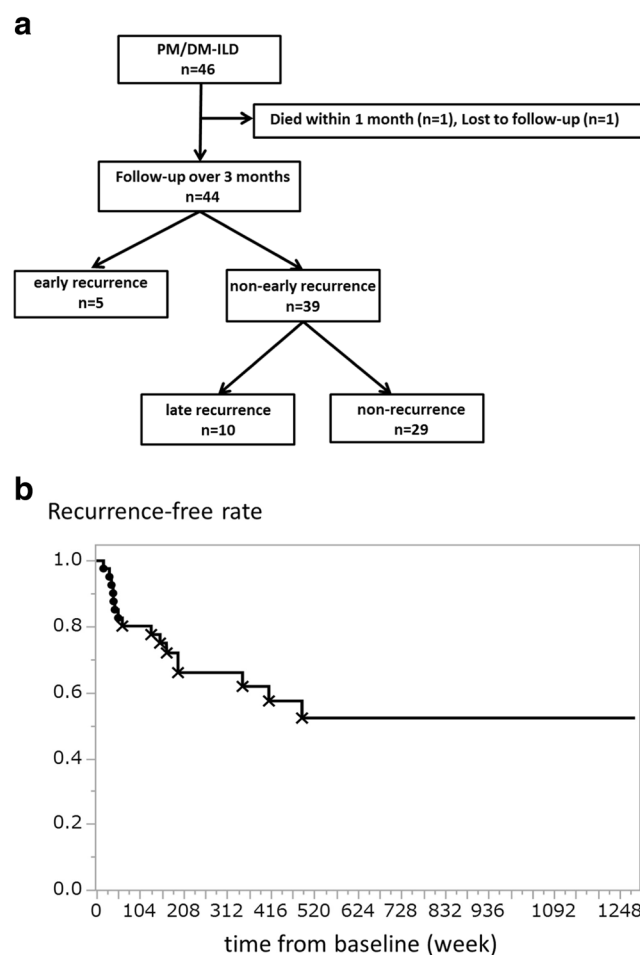 a
PM/DM-ILD
n=46
Died within 1 month (n=1), Lost to follow-up (n=1)
Follow-up over 3 months
n=44
early recurrence
n=5
non-early recurrence
n=39
late recurrence
n=10
non-recurrence
n=29
b
Recurrence-free rate
1.0
0.8
0.6
0.4
0.2
0.0
0 104 208 312 416 520 624 728 832 936 1092 1248
time from baseline (week)